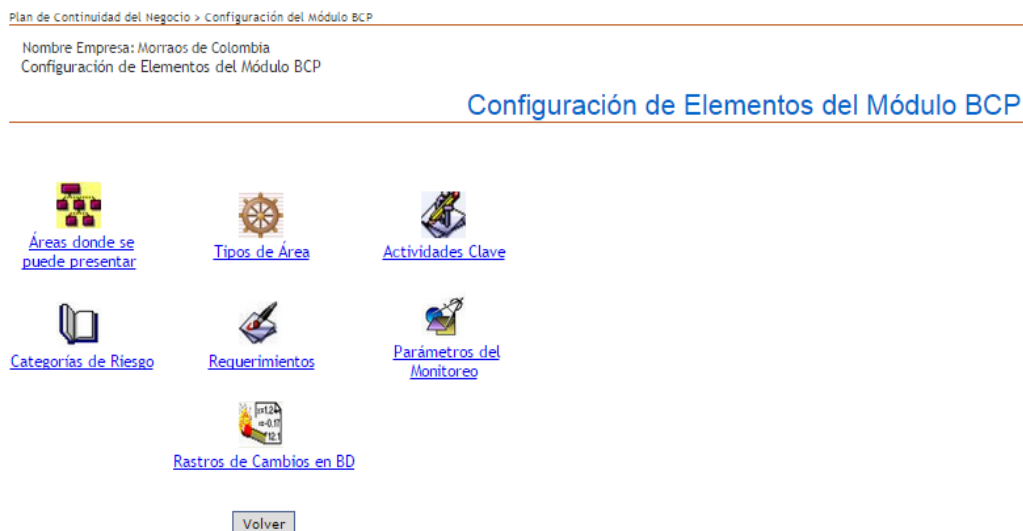 Plan de Continuidad del Negocio > Configuración del Módulo BCP
Nombre Empresa: Morraos de Colombia
Configuración de Elementos del Módulo BCP
Configuración de Elementos del Módulo BCP
Áreas donde se
puede presentar
Tipos de Área
Actividades Clave
Categorías de Riesgo
Requerimientos
Parámetros del
Monitoreo
Rastros de Cambios en BD
Volver